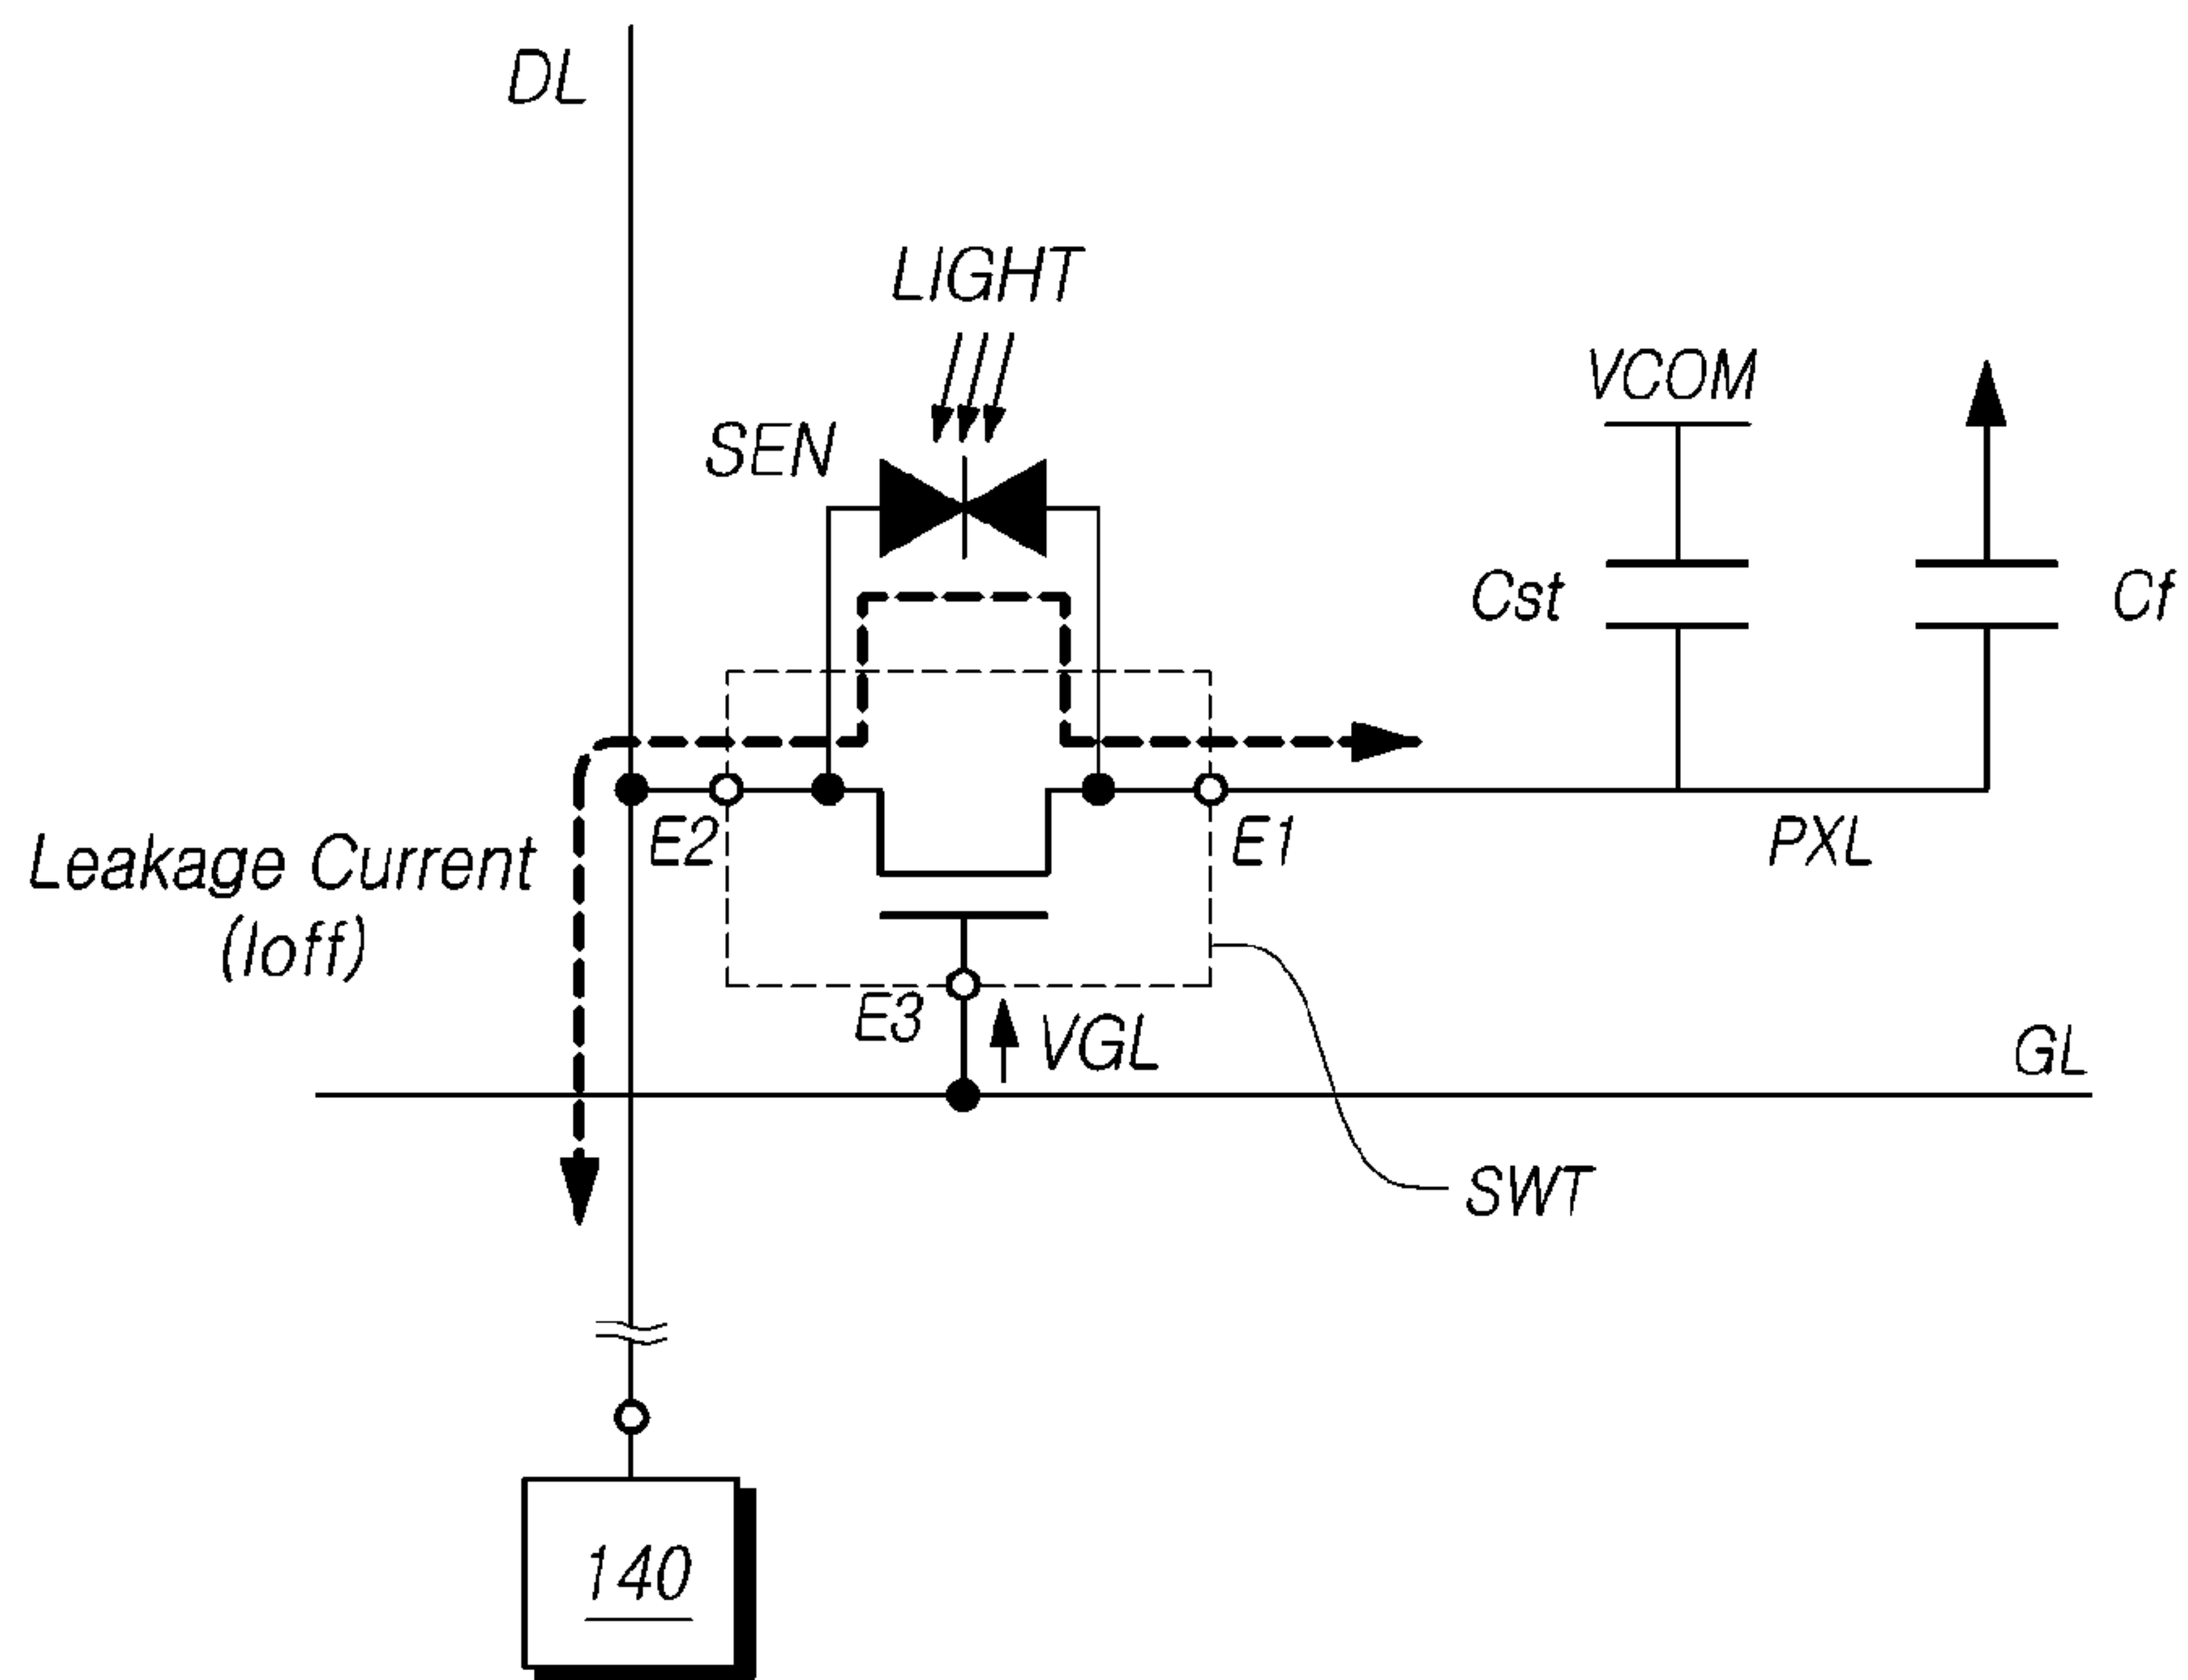 DL
LIGHT
VCOM
SEN
Cst
Cf
E2
E1
PXL
Leakage Current
(Ioff)
E3
VGL
GL
SWT
140